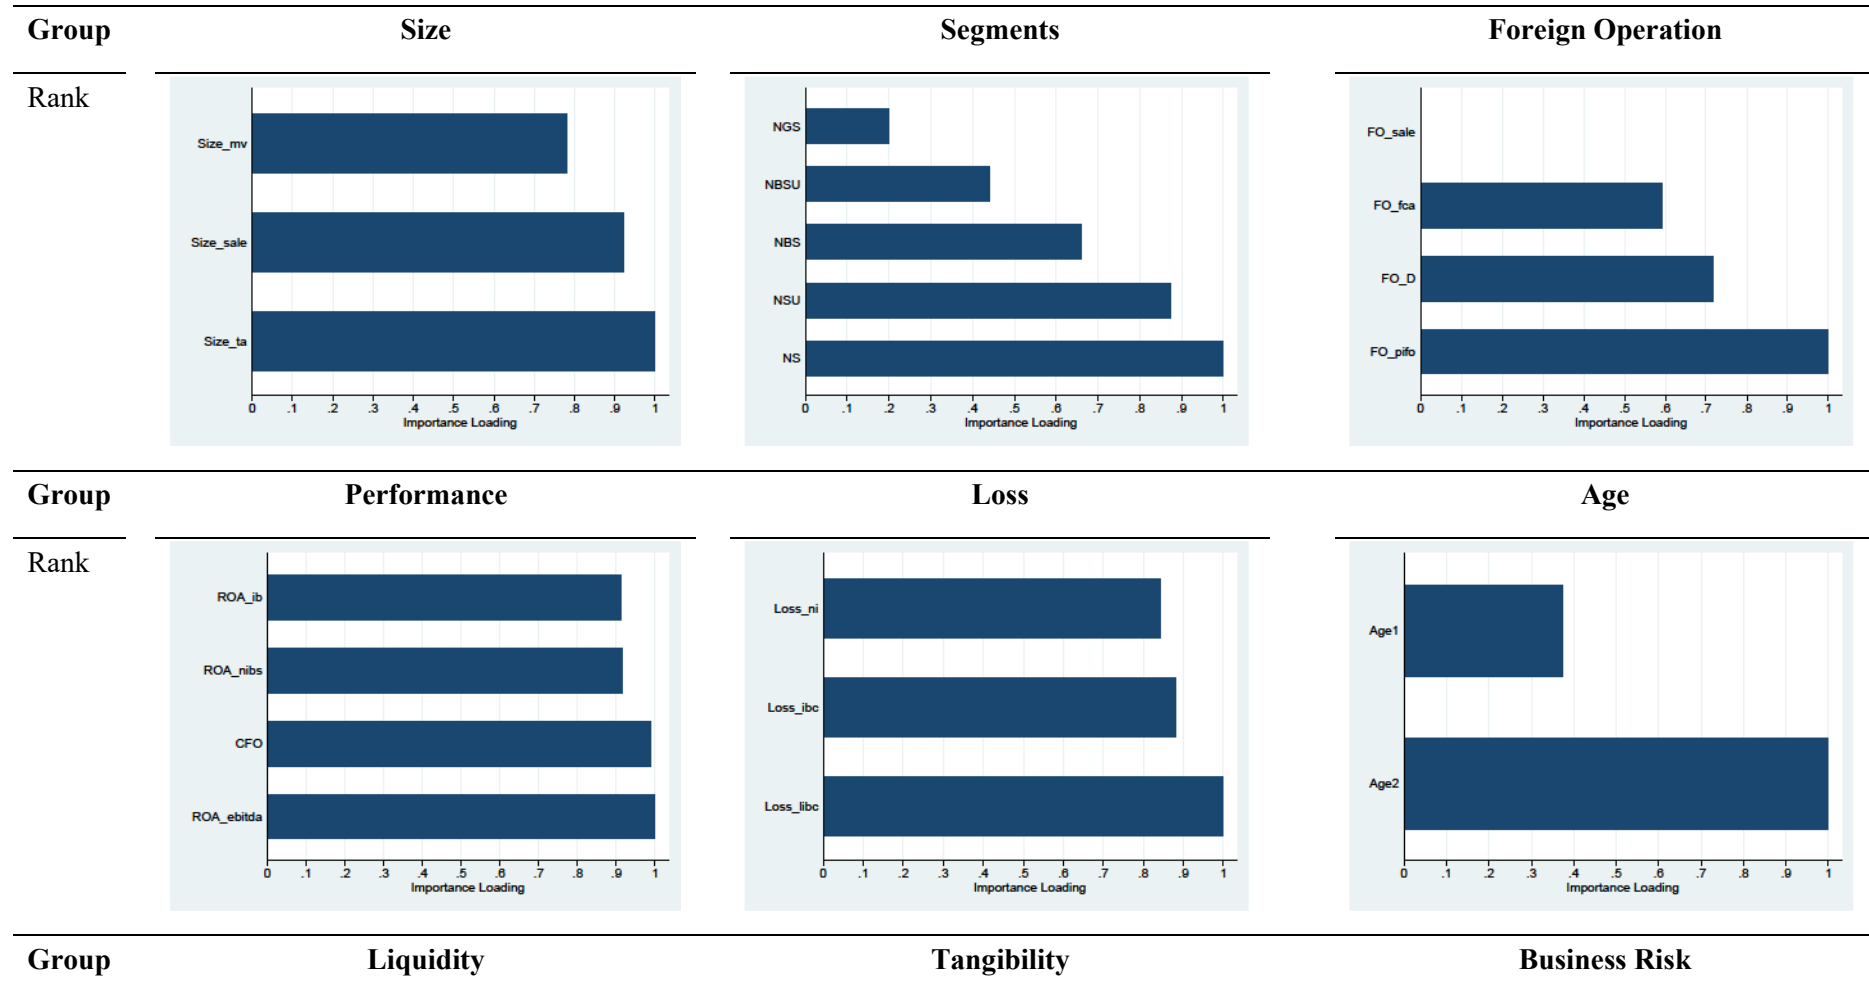 Group Size Segments Foreign Operation
Rank
Size_mv
Size_sale
Size_ta
0 .1 .2 .3 .4 .5 .6 .7 .8 .9 1
Importance Loading
NGS
NBSU
NBS
NSU
NS
0 .1 .2 .3 .4 .5 .6 .7 .8 .9 1
Importance Loading
FO_sale
FO_fca
FO_D
FO_pifo
0 .1 .2 .3 .4 .5 .6 .7 .8 .9 1
Importance Loading
Group Performance Loss Age
Rank
ROA_ib
ROA_nibs
CFO
ROA_ebitda
0 .1 .2 .3 .4 .5 .6 .7 .8 .9 1
Importance Loading
Loss_ni
Loss_ibc
Loss_libc
0 .1 .2 .3 .4 .5 .6 .7 .8 .9 1
Importance Loading
Age1
Age2
0 .1 .2 .3 .4 .5 .6 .7 .8 .9 1
Importance Loading
Group Liquidity Tangibility Business Risk